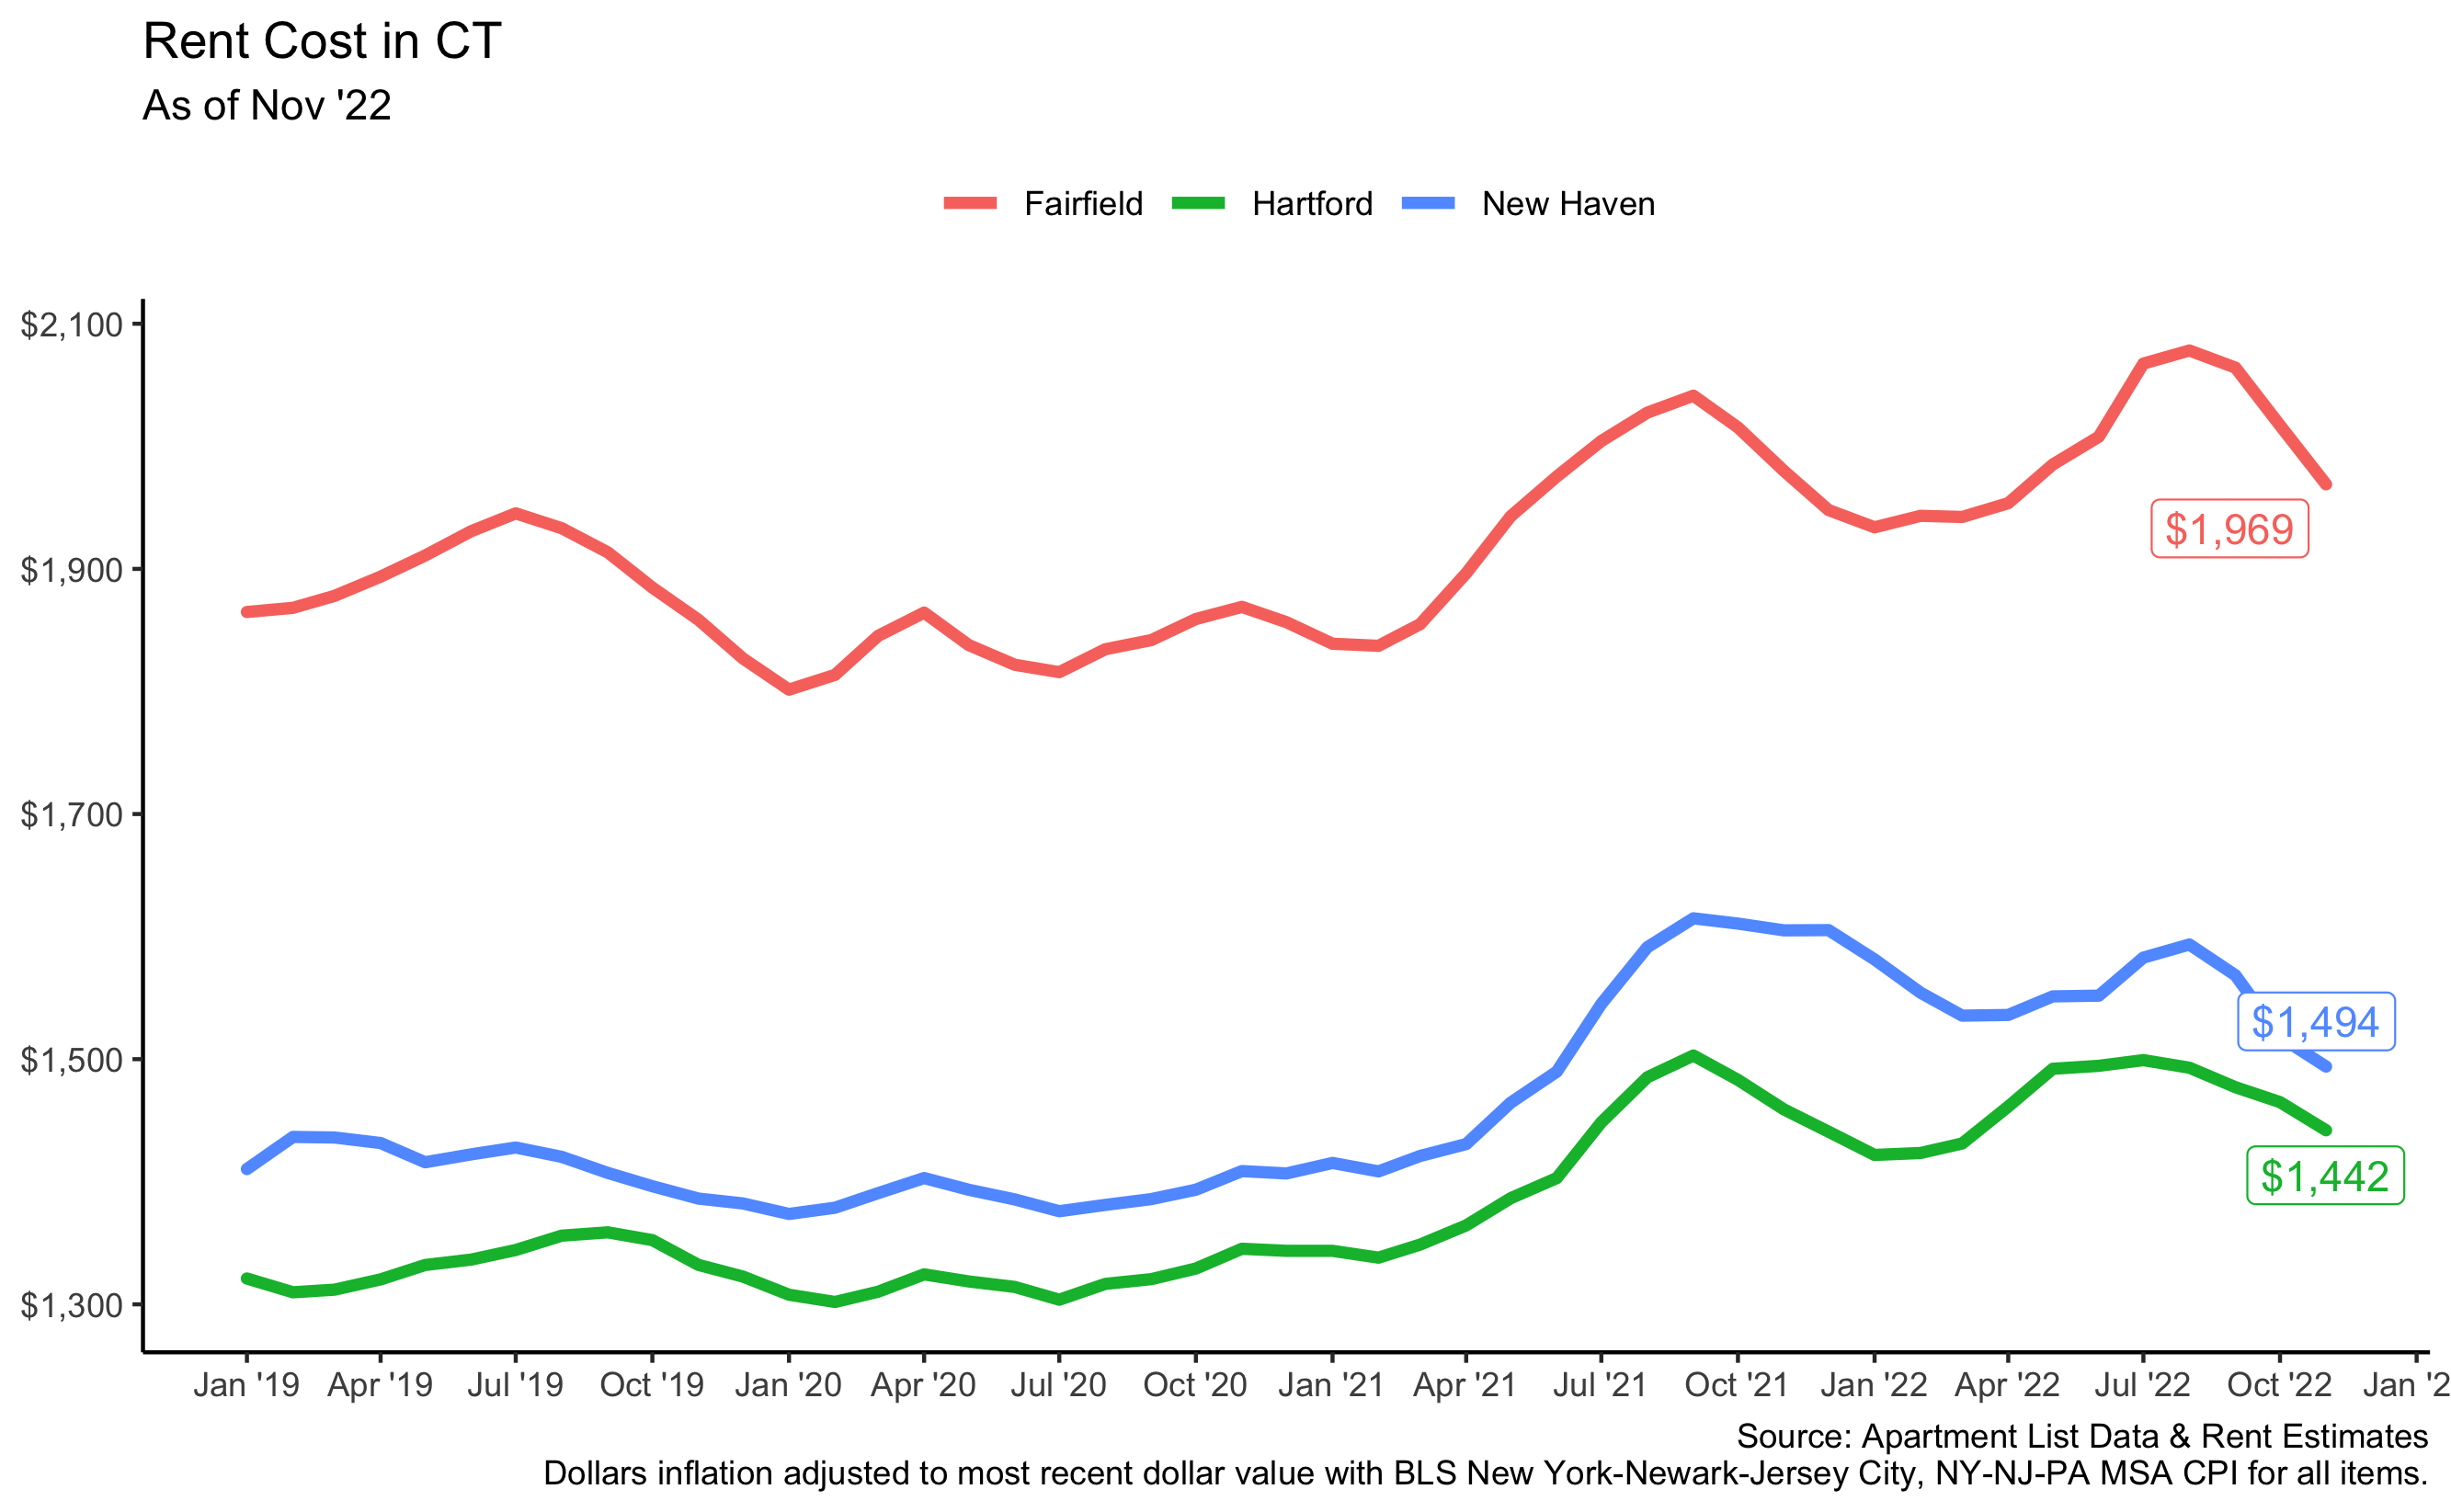 Rent Cost in CT
As of Nov '22
Fairfield Hartford New Haven
$2,100
$1,900
$1,700
$1,500
$1,300
$1,969
$1,494
$1,442
Jan '19 Apr '19 Jul '19 Oct '19 Jan '20 Apr '20 Jul '20 Oct '20 Jan '21 Apr '21 Jul '21 Oct '21 Jan '22 Apr '22 Jul '22 Oct '22 Jan '2
Source: Apartment List Data & Rent Estimates
Dollars inflation adjusted to most recent dollar value with BLS New York-Newark-Jersey City, NY-NJ-PA MSA CPI for all items.